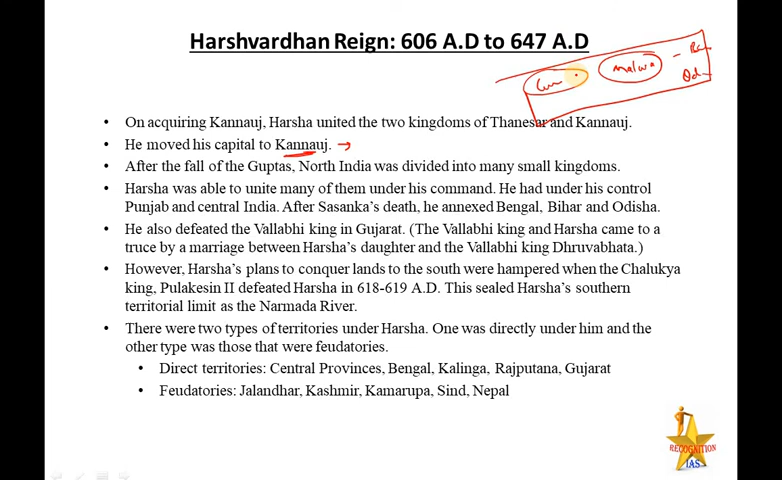 Harshvardhan Reign: 606 A.D to 647 A.D
malwa
• On acquiring Kannauj, Harsha united the two kingdoms of Thanesar and Kannauj.
• He moved his capital to Kannauj.
• After the fall of the Guptas, North India was divided into many small kingdoms.
• Harsha was able to unite many of them under his command. He had under his control
Punjab and central India. After Sasanka's death, he annexed Bengal, Bihar and Odisha.
• He also defeated the Vallabhi king in Gujarat. (The Vallabhi king and Harsha came to a
truce by a marriage between Harsha's daughter and the Vallabhi king Dhruvabhata.)
• However, Harsha's plans to conquer lands to the south were hampered when the Chalukya
king, Pulakesin II defeated Harsha in 618-619 A.D. This sealed Harsha's southern
territorial limit as the Narmada River.
• There were two types of territories under Harsha. One was directly under him and the
other type was those that were feudatories.
• Direct territories: Central Provinces, Bengal, Kalinga, Rajputana, Gujarat
• Feudatories: Jalandhar, Kashmir, Kamarupa, Sind, Nepal
RECOGNITION
IAS